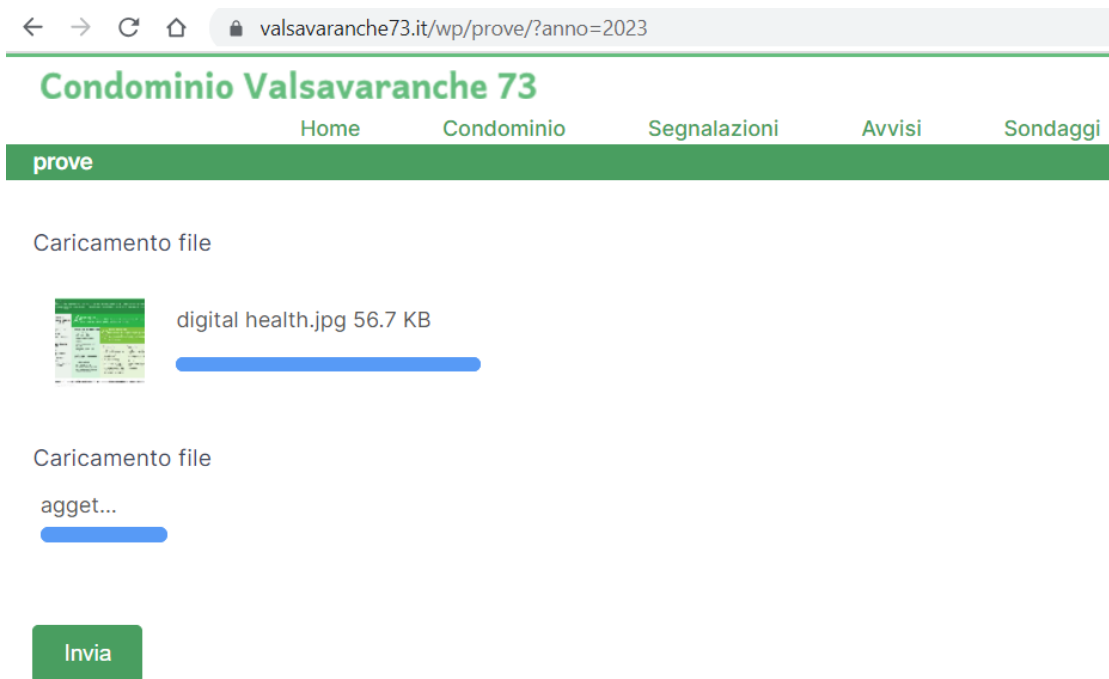 valsavaranche73.it/wp/prove/?anno=2023
Condominio Valsavaranche 73
Home Condominio Segnalazioni Avvisi Sondaggi
prove
Caricamento file
digital health.jpg 56.7 KB
Caricamento file
agget...
Invia